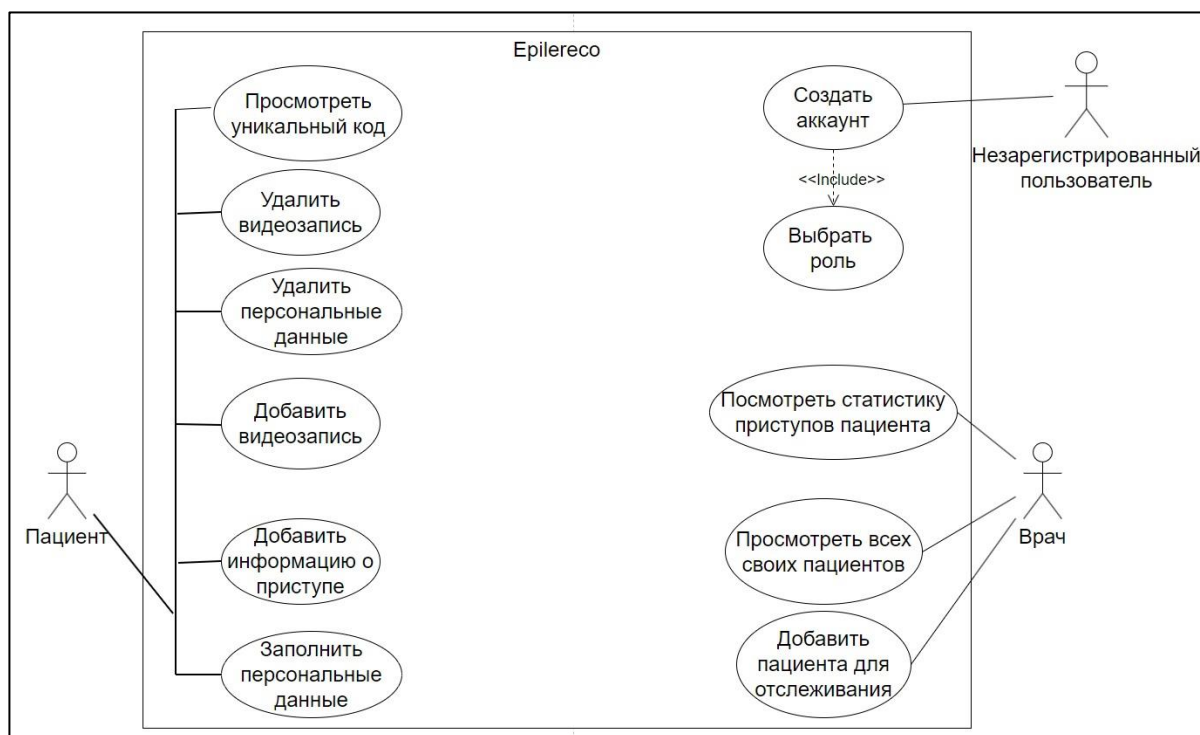 Epilereco
Просмотреть
уникальный код
Удалить
видеозапись
Удалить
персональные
данные
Добавить
видеозапись
Добавить
информацию о
приступе
Заполнить
персональные
данные
Пациент
Создать
аккаунт
<<Include>>
Выбрать
роль
Незарегистрированный
пользователь
Посмотреть статистику
приступов пациента
Просмотреть всех
своих пациентов
Добавить
пациента для
отслеживания
Врач